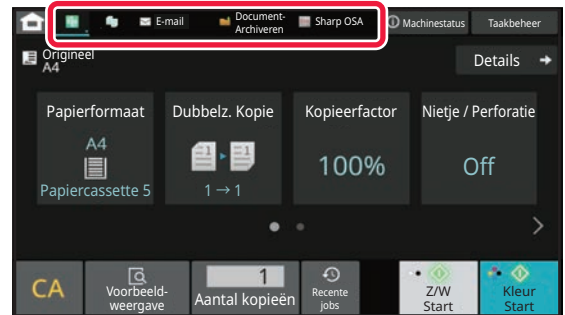 E-mail
Document-
Archiveren
Sharp OSA
Machinestatus
Taakbeheer
Origineel
A4
Details
Papierformaat
A4
Papiercassette 5
Dubbelz. Kopie
1 → 1
Kopieerfactor
100%
Nietje / Perforatie
Off
CA
Voorbeeld-
weergave
1
Aantal kopieën
Recente
jobs
Z/W
Start
Kleur
Start